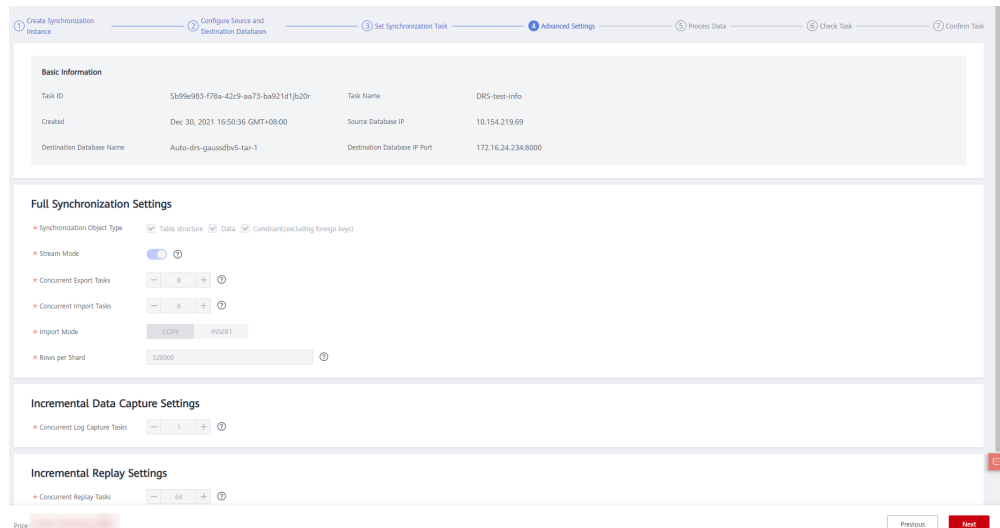 1 Create Synchronization Instance
2 Configure Source and Destination Databases
3 Set Synchronization Task
4 Advanced Settings
5 Process Data
6 Check Task
7 Confirm Task
Basic Information
Task ID 5b99e983-f78a-42c9-aa73-ba921d1jb20r Task Name DRS-test-info
Created Dec 30, 2021 16:50:36 GMT+08:00 Source Database IP 10.154.219.69
Destination Database Name Auto-drs-gaussdbv5-tar-1 Destination Database IP Port 172.16.24.234:8000
Full Synchronization Settings
* Synchronization Object Type Table structure Data Constraint(excluding foreign keys)
* Stream Mode ?
* Concurrent Export Tasks − 8 + ?
* Concurrent Import Tasks − 8 + ?
* Import Mode COPY INSERT
* Rows per Shard 520000 ?
Incremental Data Capture Settings
* Concurrent Log Capture Tasks − 1 + ?
Incremental Replay Settings
* Concurrent Replay Tasks − 64 + ?
Price:
Previous Next